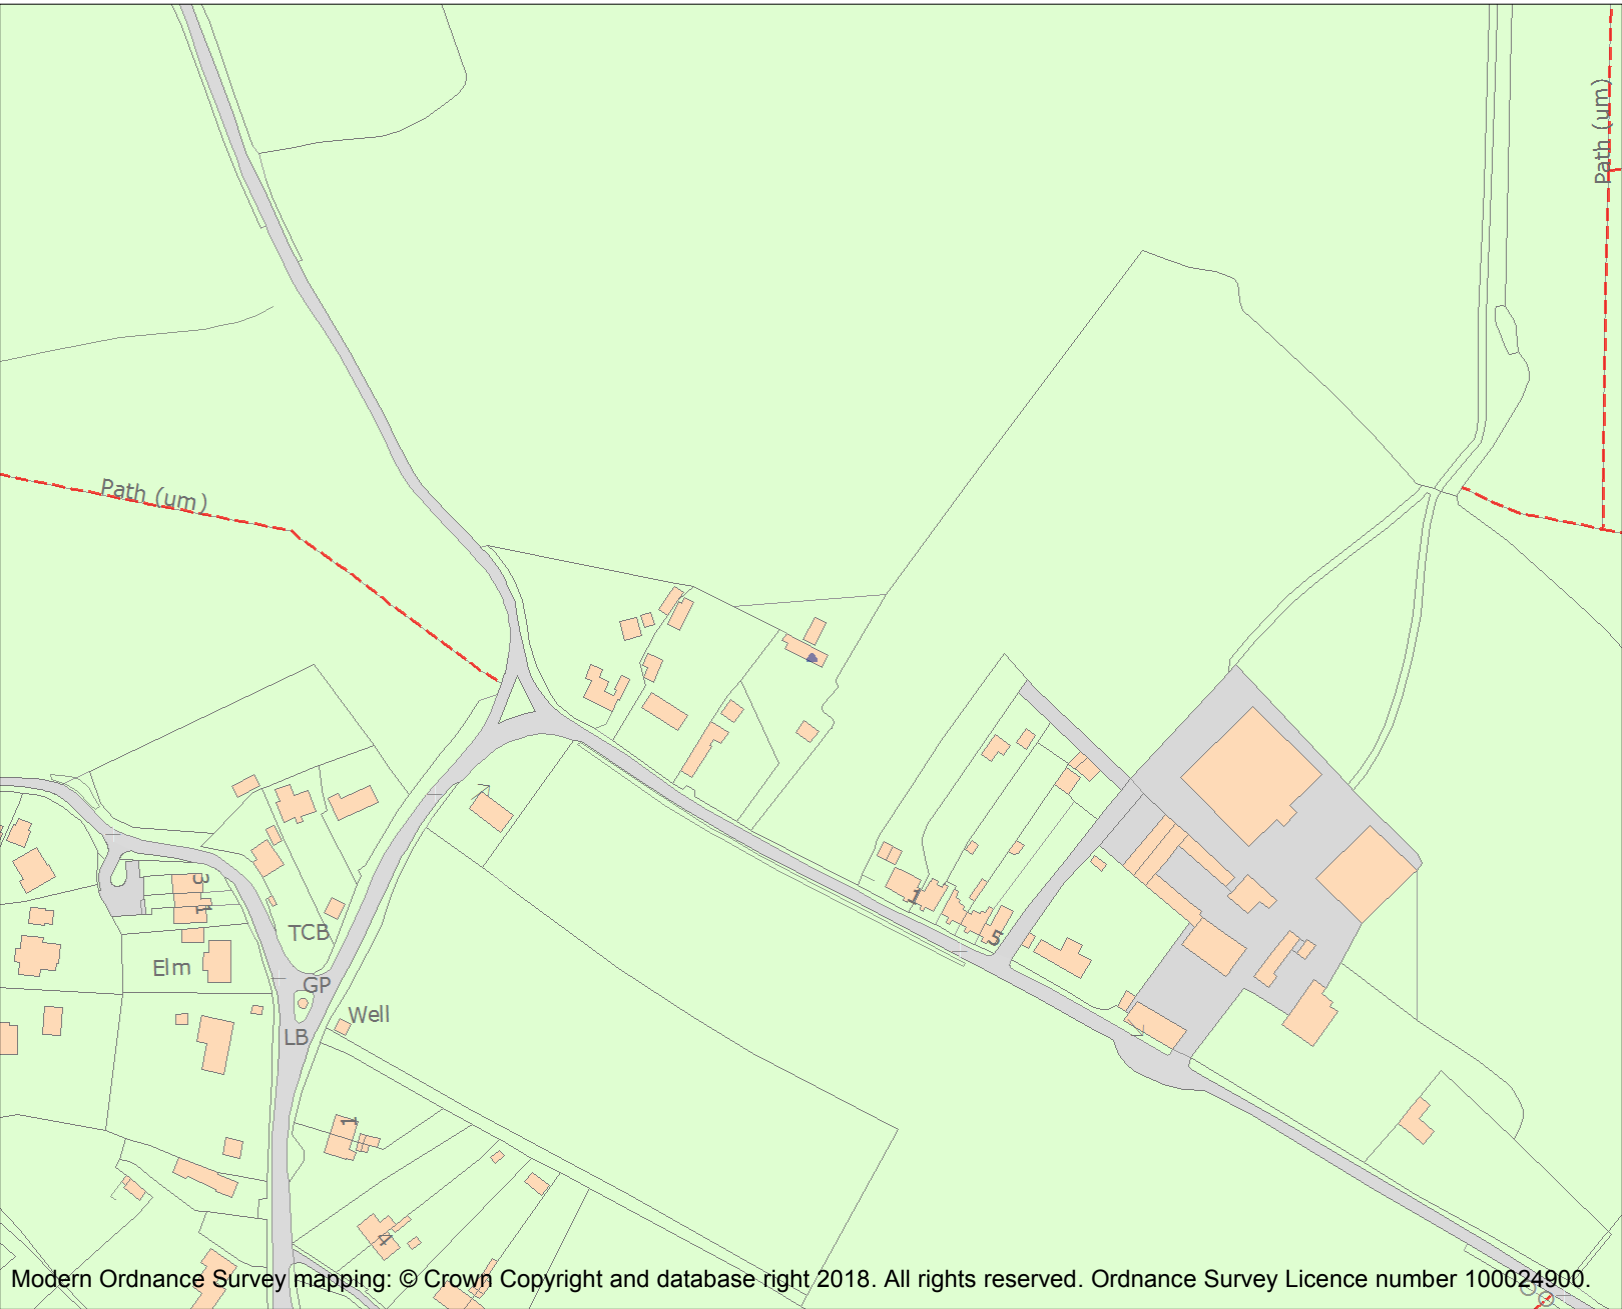 Path (um)
Path (um)
1
5
3
1
TCB
Elm
GP
Well
LB
1
4
Modern Ordnance Survey mapping: © Crown Copyright and database right 2018. All rights reserved. Ordnance Survey Licence number 100024900.